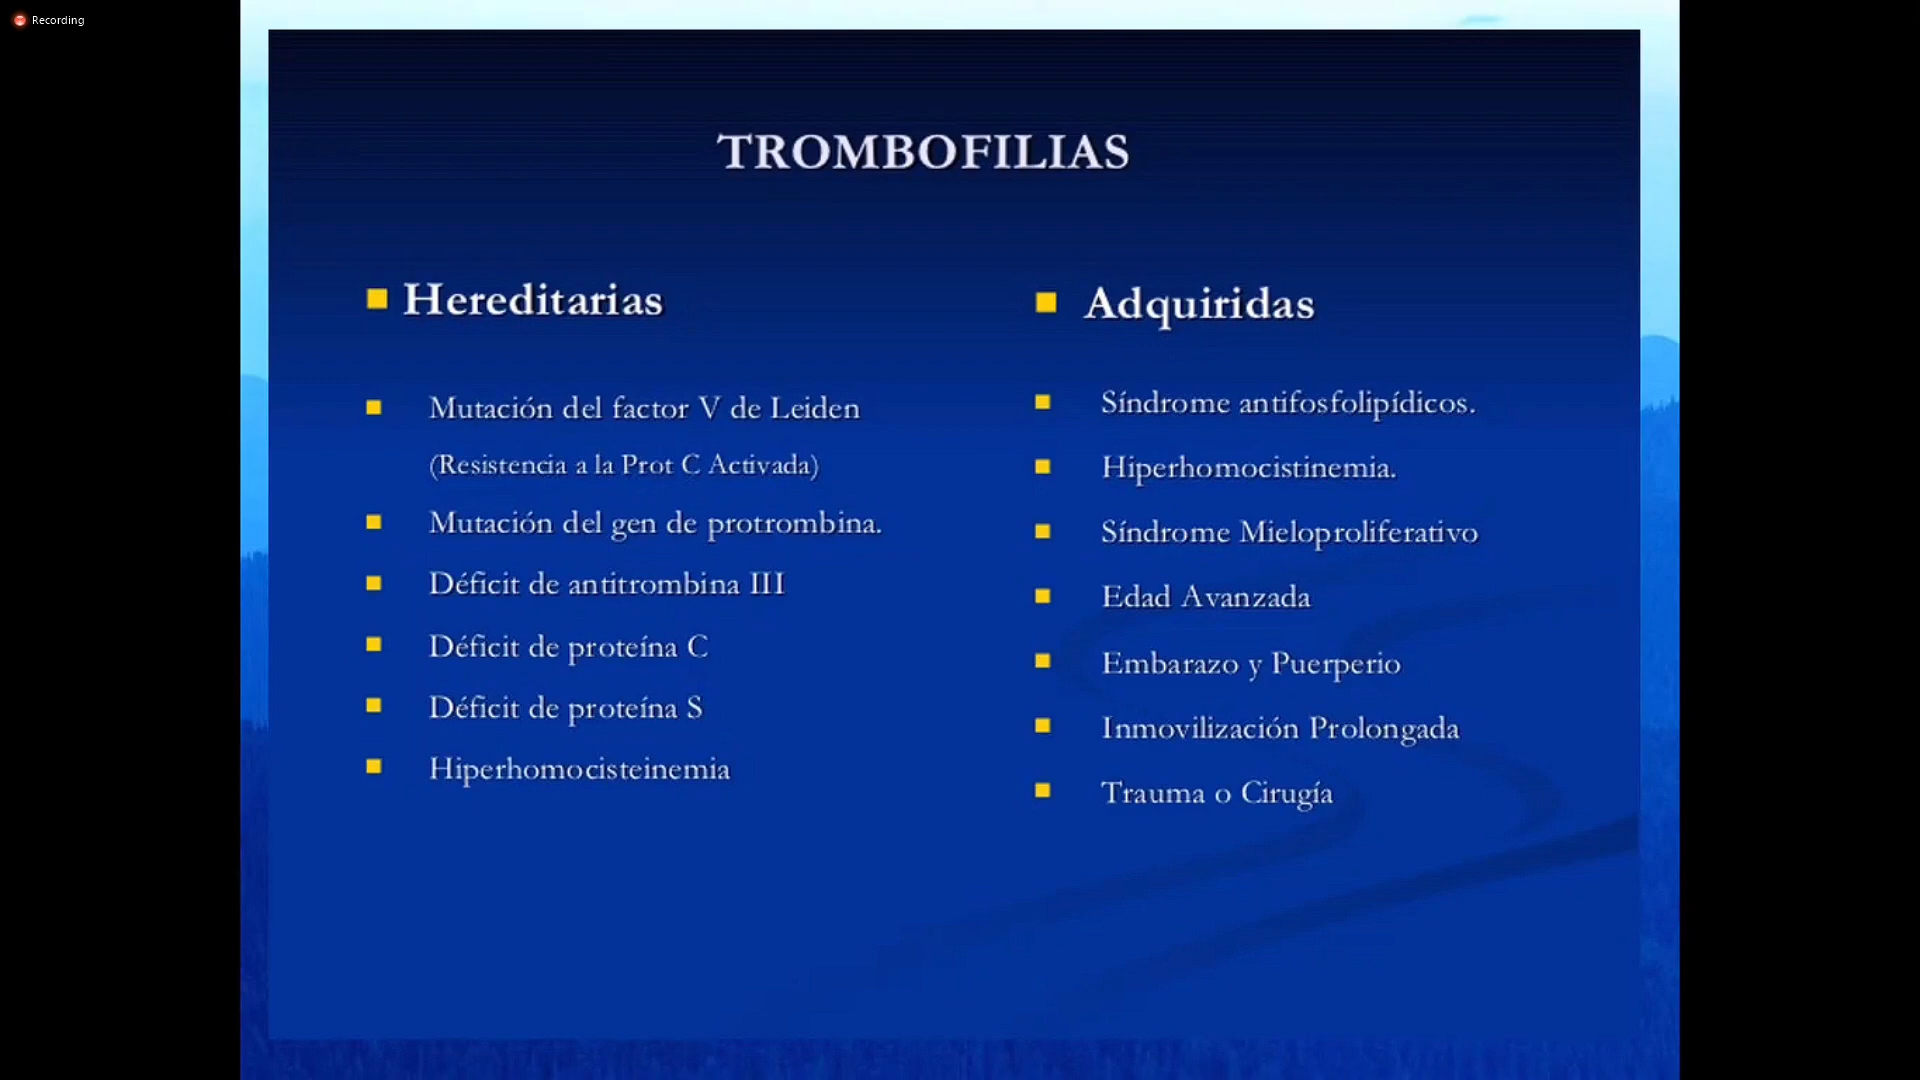 Recording
TROMBOFILIAS
Hereditarias
Mutación del factor V de Leiden
(Resistencia a la Prot C Activada)
Mutación del gen de protrombina.
Déficit de antitrombina III
Déficit de proteína C
Déficit de proteína S
Hiperhomocisteinemia
Adquiridas
Síndrome antifosfolipídicos.
Hiperhomocistinemia.
Síndrome Mieloproliferativo
Edad Avanzada
Embarazo y Puerperio
Inmovilización Prolongada
Trauma o Cirugía